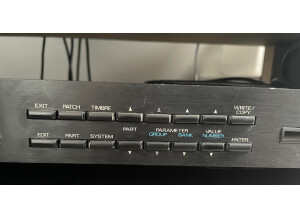 EXIT PATCH TIMBRE WRITE/
COPY
PART PARAMETER VALUE
GROUP BANK NUMBER
EDIT PART SYSTEM ENTER